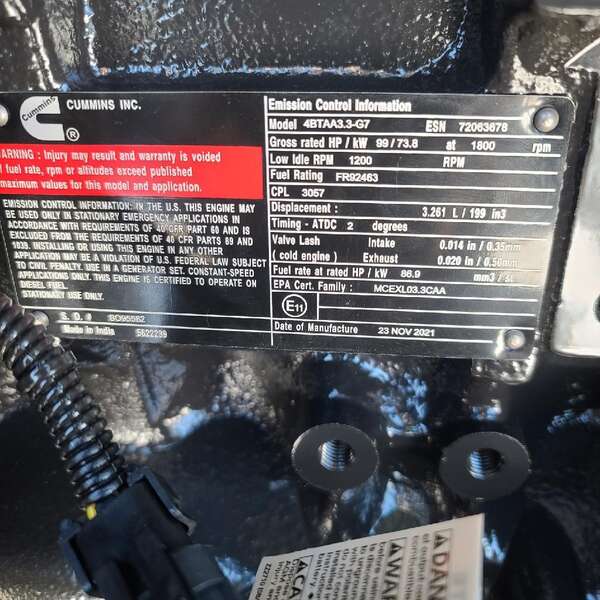 Cummins
CUMMINS INC.
®
WARNING : Injury may result and warranty is voided
if fuel rate, rpm or altitudes exceed published
maximum values for this model and application.
EMISSION CONTROL INFORMATION: IN THE U.S. THIS ENGINE MAY
BE USED ONLY IN STATIONARY EMERGENCY APPLICATIONS IN
ACCORDANCE WITH REQUIREMENTS OF 40 CFR PART 60 AND IS
EXCLUDED FROM THE REQUIREMENTS OF 40 CFR PARTS 89 AND
1039. INSTALLING OR USING THIS ENGINE IN ANY OTHER
APPLICATION MAY BE A VIOLATION OF U.S. FEDERAL LAW SUBJECT
TO CIVIL PENALTY. USE IN A GENERATOR SET. CONSTANT-SPEED
APPLICATIONS ONLY. THIS ENGINE IS CERTIFIED TO OPERATE ON
DIESEL FUEL.
STATIONARY USE ONLY.
S. O. # BO95582
Made in India 5622239
Emission Control Information
Model 4BTAA3.3-G7 ESN 72063678
Gross rated HP / kW 99 / 73.8 at 1800 rpm
Low Idle RPM 1200 RPM
Fuel Rating FR92463
CPL 3057
Displacement : 3.261 L / 199 in3
Timing - ATDC 2 degrees
Valve Lash Intake 0.014 in / 0.35mm
( cold engine ) Exhaust 0.020 in / 0.50mm
Fuel rate at rated HP / kW 86.9 mm3 /
EPA Cert. Family : MCEXL03.3CAA
E11
Date of Manufacture 23 NOV 2021
DAN
WA
CA